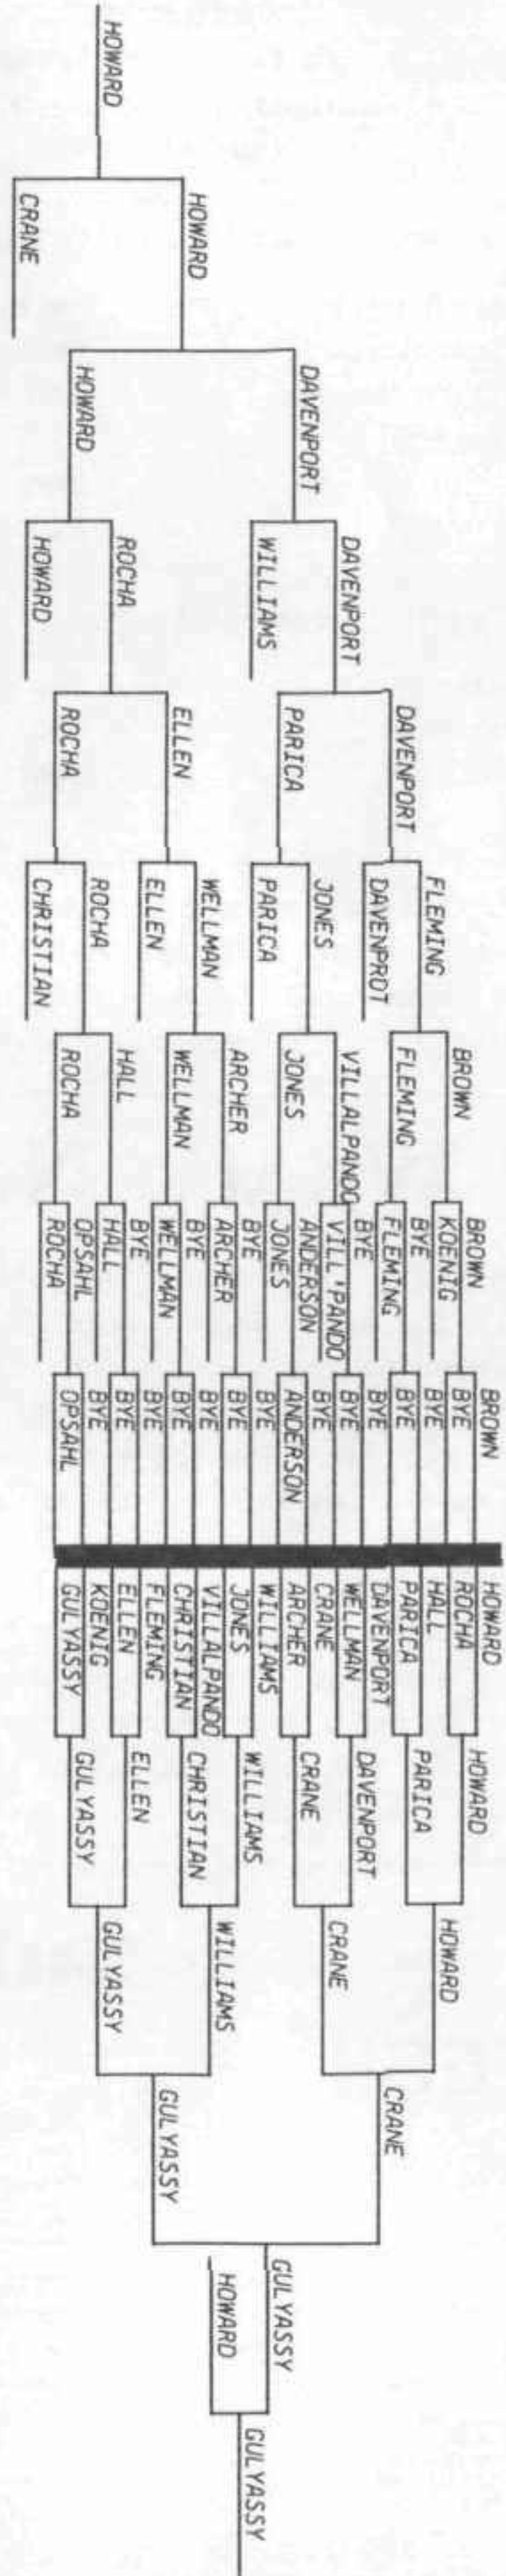 HOWARD
HOWARD
CRANE
DAVENPORT
HOWARD
DAVENPORT
WILLIAMS
ROCHA
HOWARD
DAVENPORT
PARICA
ELLEN
ROCHA
FLEMING
DAVENPROT
JONES
PARICA
WELLMAN
ELLEN
ROCHA
CHRISTIAN
BROWN
FLEMING
VILLALPANDO
JONES
ARCHER
WELLMAN
HALL
ROCHA
BROWN
KOENIG
BYE
FLEMING
BYE
VILL'PANDO
ANDERSON
JONES
BYE
ARCHER
BYE
WELLMAN
BYE
HALL
OPSAHL
ROCHA
BROWN
BYE
BYE
BYE
BYE
BYE
BYE
ANDERSON
BYE
BYE
BYE
BYE
BYE
BYE
BYE
OPSAHL
HOWARD
ROCHA
HALL
PARICA
DAVENPORT
WELLMAN
CRANE
ARCHER
WILLIAMS
JONES
VILLALPANDO
CHRISTIAN
FLEMING
ELLEN
KOENIG
GULYASSY
HOWARD
PARICA
DAVENPORT
CRANE
WILLIAMS
CHRISTIAN
ELLEN
GULYASSY
HOWARD
CRANE
WILLIAMS
GULYASSY
CRANE
GULYASSY
GULYASSY
HOWARD
GULYASSY